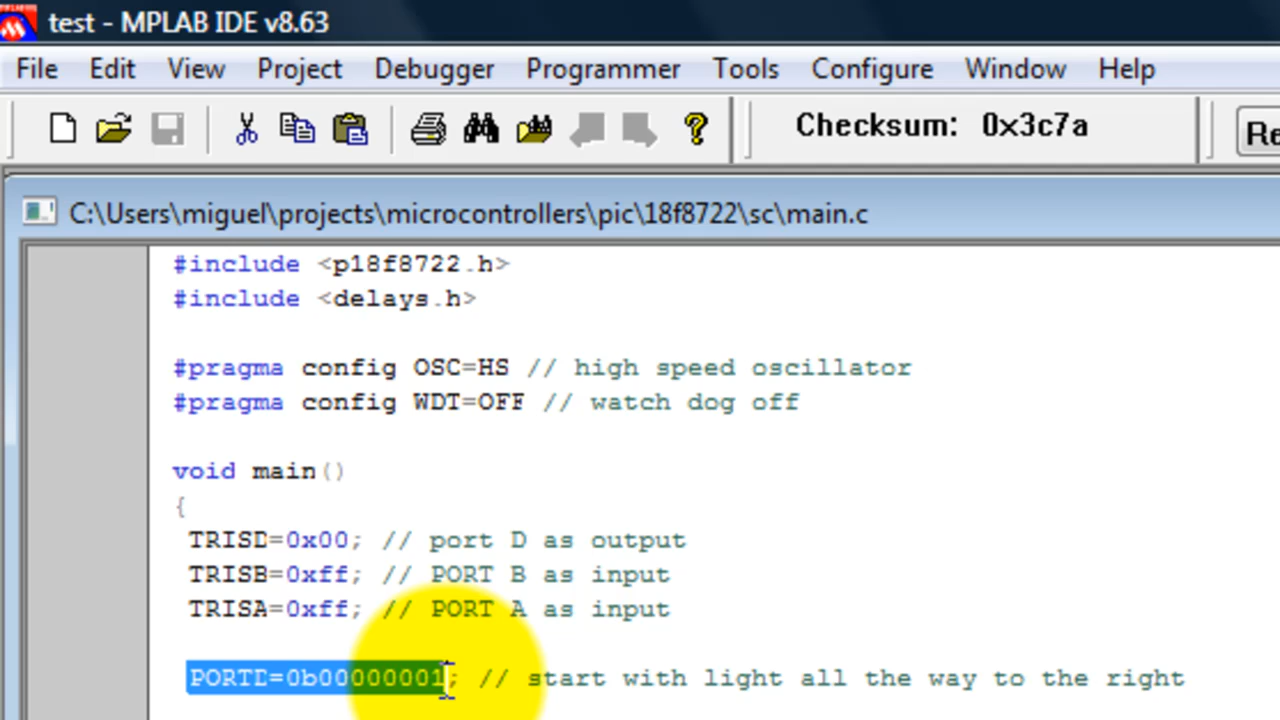 test - MPLAB IDE v8.63
File Edit View Project Debugger Programmer Tools Configure Window Help
Checksum: 0x3c7a
C:\Users\miguel\projects\microcontrollers\pic\18f8722\sc\main.c
#include <p18f8722.h>
#include <delays.h>
#pragma config OSC=HS // high speed oscillator
#pragma config WDT=OFF // watch dog off
void main()
{
TRISD=0x00; // port D as output
TRISB=0xff; // PORT B as input
TRISA=0xff; // PORT A as input
PORTD=0b00000001; // start with light all the way to the right